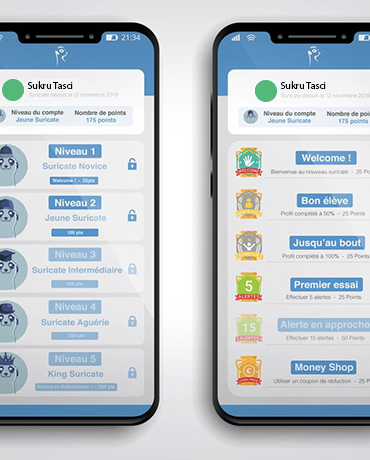 21:34
Sukru Tasci
Suricate depuis le 12 novembre 2019
Niveau du compte
Jeune Suricate
Nombre de points
175 points
Niveau 1
Suricate Novice
Welcome ! - 25pts
Niveau 2
Jeune Suricate
100 pts
Niveau 3
Suricate Intermédiaire
200 pts
Niveau 4
Suricate Aguérie
300 pts
Niveau 5
King Suricate
500 pts
Sukru Tasci
Suricate depuis le 12 novembre 2019
Niveau du compte
Jeune Suricate
Nombre de points
175 points
WELCOME
Welcome !
Bienvenue au nouveau suricate - 25 Points
Bon élève
Profil complété à 50% - 25 Points
Jusqu'au bout
Profil complété à 100% - 25 Points
5
ALERTES
Premier essai
Effectuer 5 alertes - 25 Points
15
ALERTES
Alerte en approche
Effectuer 15 alertes - 50 Points
Money Shop
Utiliser un coupon de réduction - 25 Points